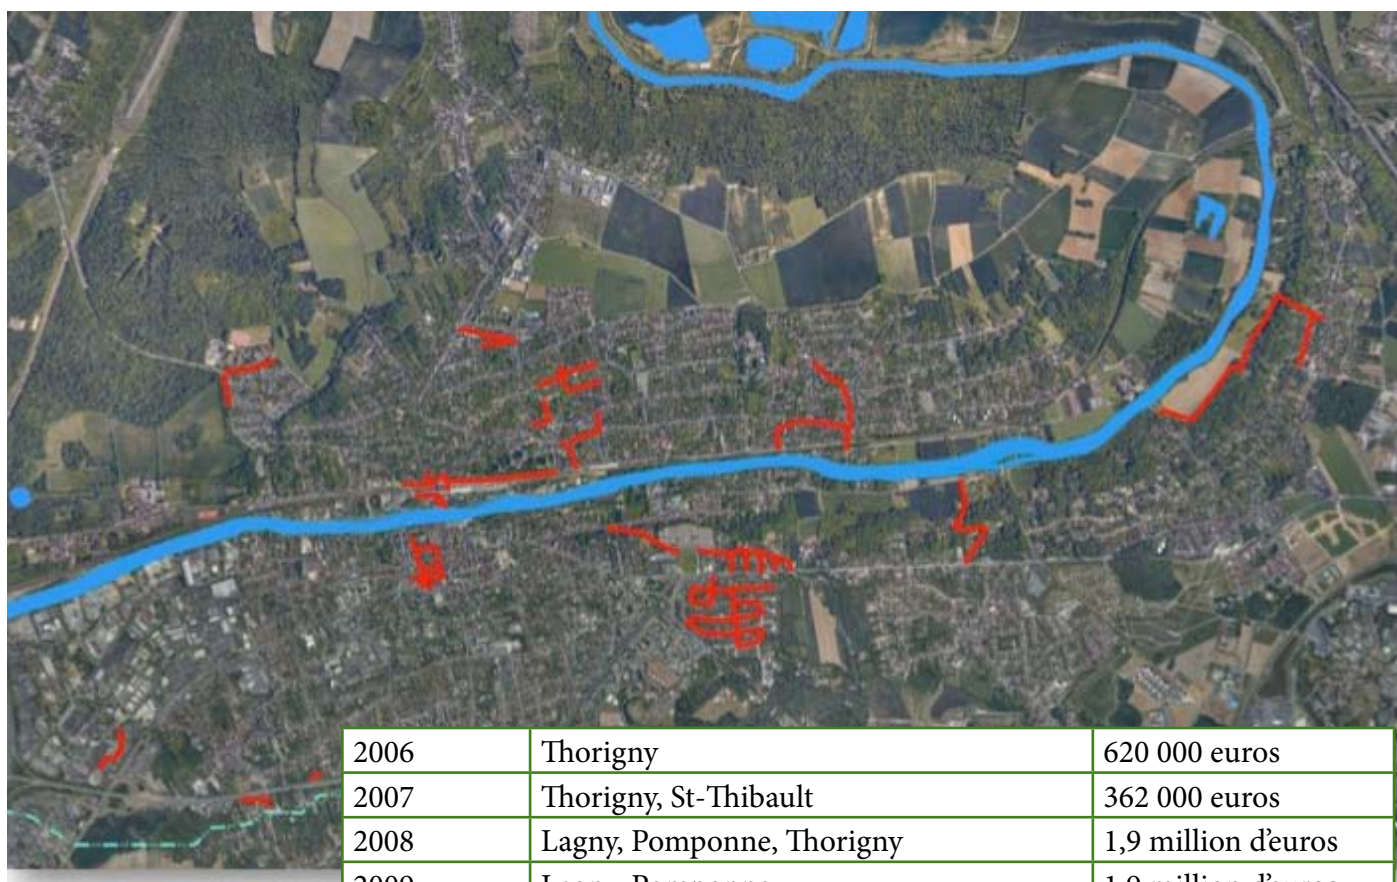 2006 Thorigny 620 000 euros
2007 Thorigny, St-Thibault 362 000 euros
2008 Lagny, Pomponne, Thorigny 1,9 million d'euros